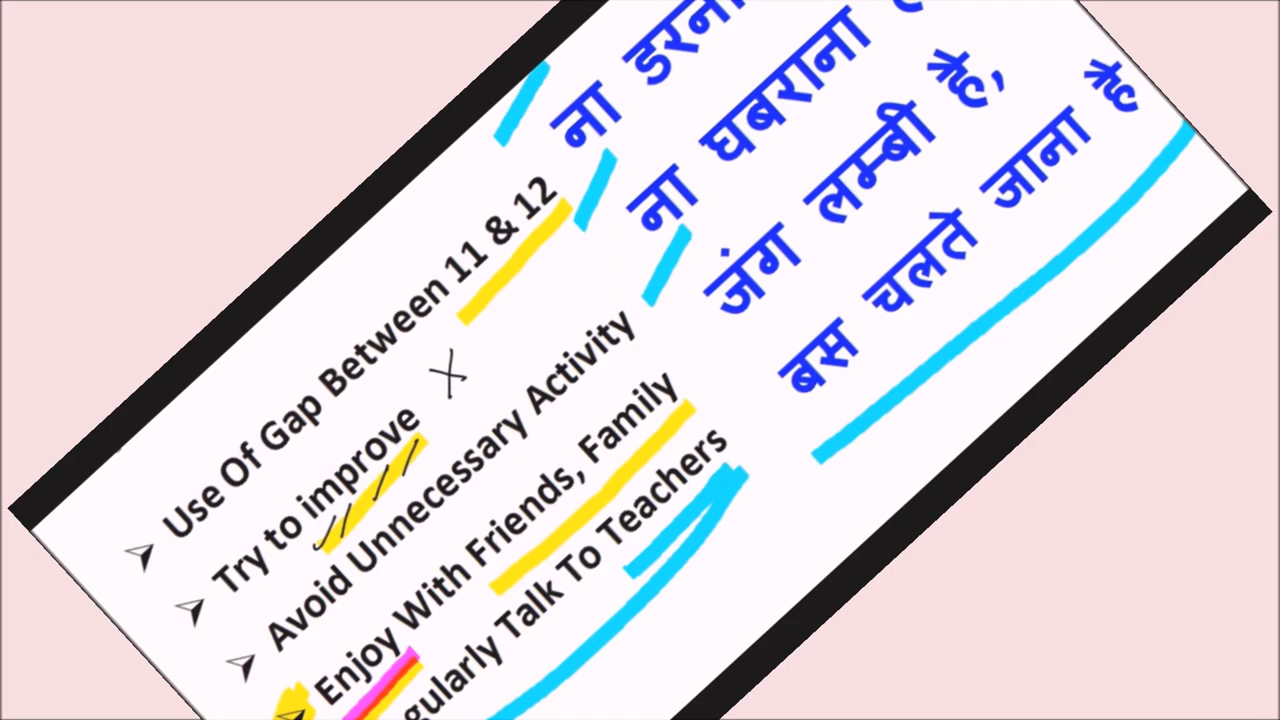 Use Of Gap Between 11 & 12
Try to improve
Avoid Unnecessary Activity
Enjoy With Friends, Family
Talk To Teachers
ना डरना
ना घबराना
जंग लम्बी है,
बस चलते जाना है